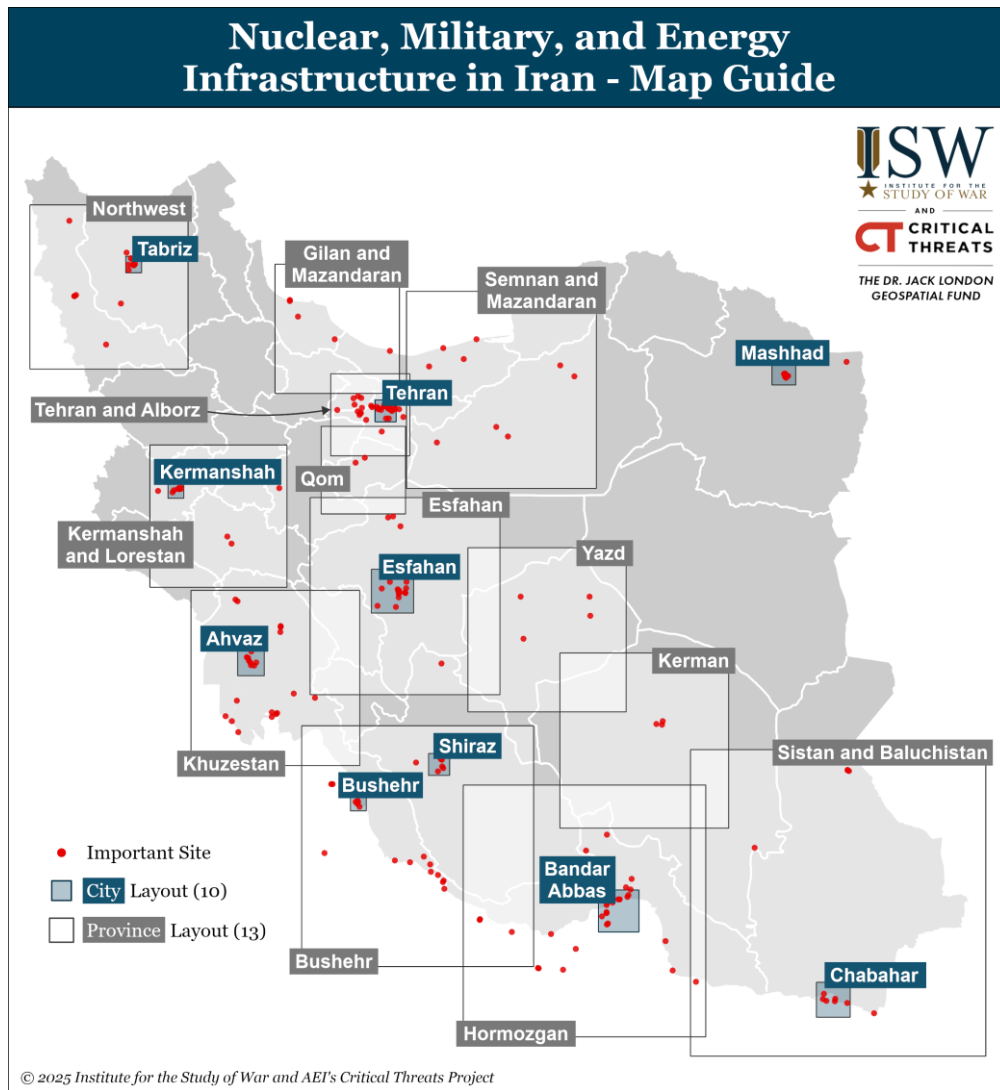 Nuclear, Military, and Energy
Infrastructure in Iran - Map Guide
ISW
INSTITUTE FOR THE
STUDY OF WAR
AND
CT CRITICAL
THREATS
THE DR. JACK LONDON
GEOSPATIAL FUND
Northwest
Tabriz
Gilan and
Mazandaran
Semnan and
Mazandaran
Mashhad
Tehran
Tehran and Alborz
Kermanshah
Qom
Esfahan
Kermanshah
and Lorestan
Esfahan
Yazd
Ahvaz
Kerman
Khuzestan
Shiraz
Sistan and Baluchistan
Bushehr
Important Site
City Layout (10)
Province Layout (13)
Bandar
Abbas
Bushehr
Chabahar
Hormozgan
© 2025 Institute for the Study of War and AEI's Critical Threats Project